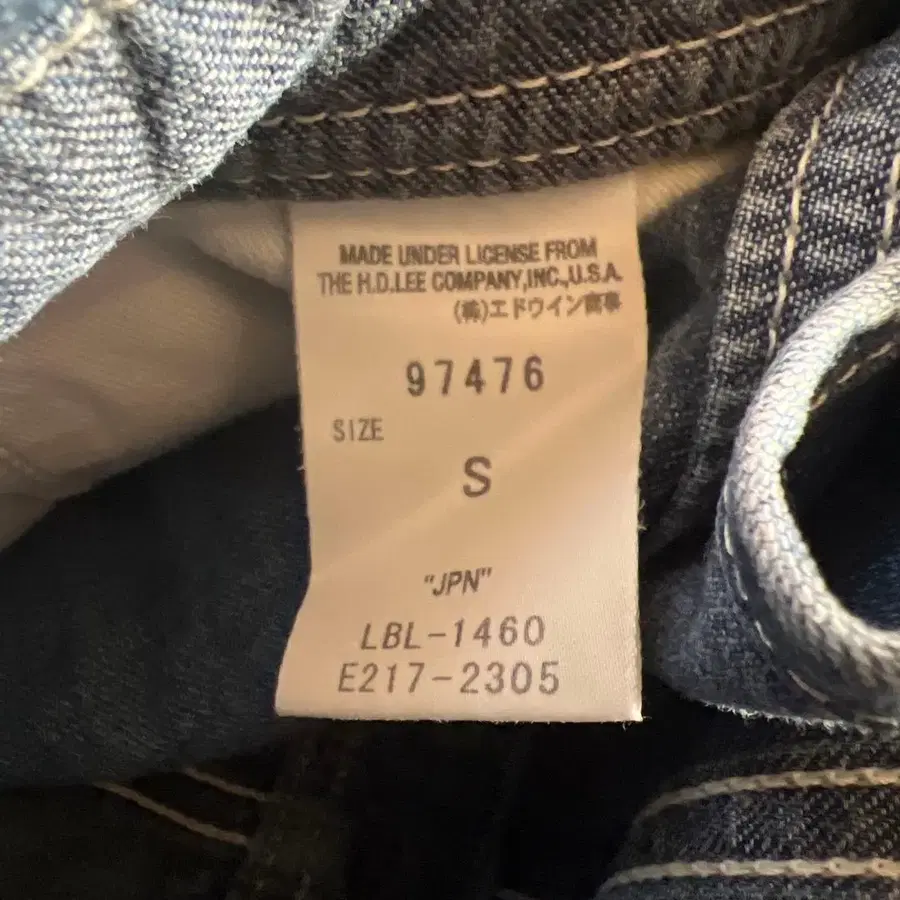 MADE UNDER LICENSE FROM
THE H.D.LEE COMPANY,INC.,U.S.A.
(株)エドウイン商事
97476
SIZE
S
"JPN"
LBL-1460
E217-2305